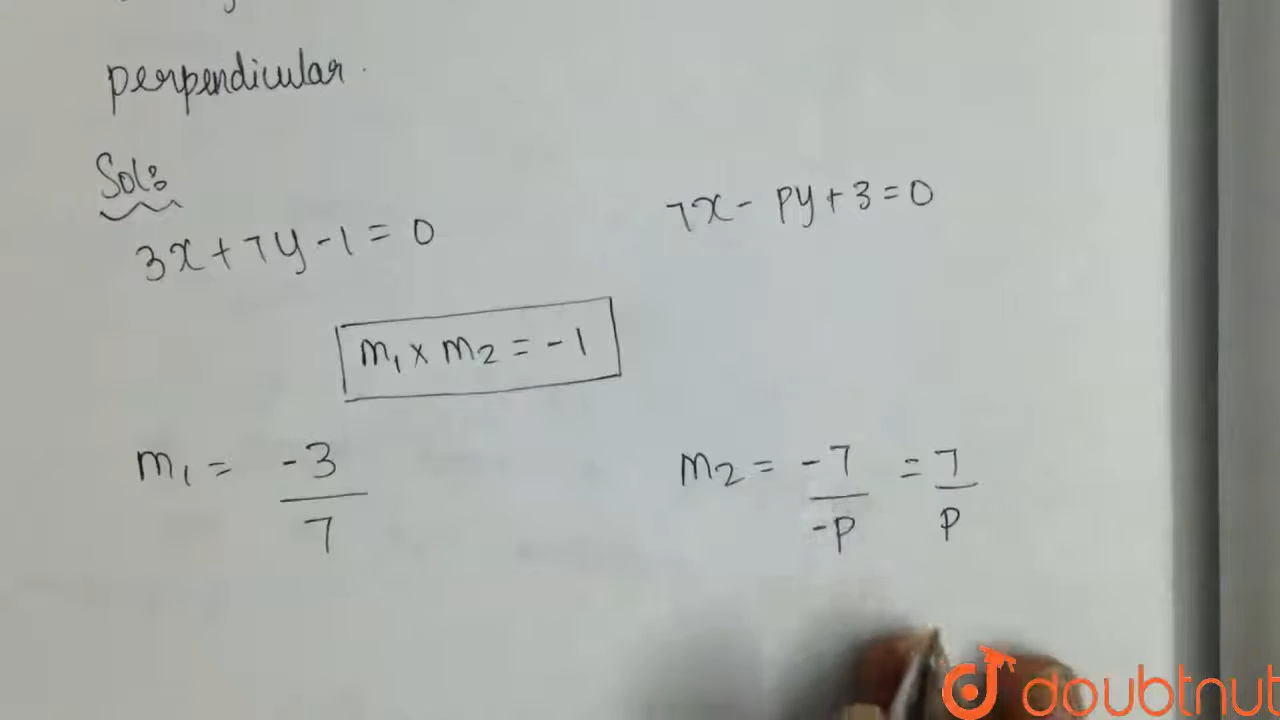 perpendicular.
Sol:
3x+7y-1=0
7x-py+3=0
m₁ x m₂ = -1
m₁ = -3/7
m₂ = -7/-p = 7/p
doubtnut